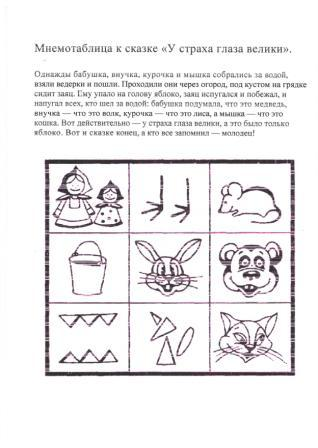 Мнемотаблица к сказке «У страха глаза велики».
Однажды бабушка, внучка, курочка и мышка собрались за водой,
взяли ведерки и пошли. Проходили они через огород, под кустом на грядке
сидит заяц. Ему упало на голову яблоко, заяц испугался и побежал, и
напугал всех, кто шел за водой: бабушка подумала, что это медведь,
внучка — что это волк, курочка — что это лиса, а мышка — что это
кошка. Вот действительно — у страха глаза велики, а это было только
яблоко. Вот и сказке конец, а кто все запомнил — молодец!